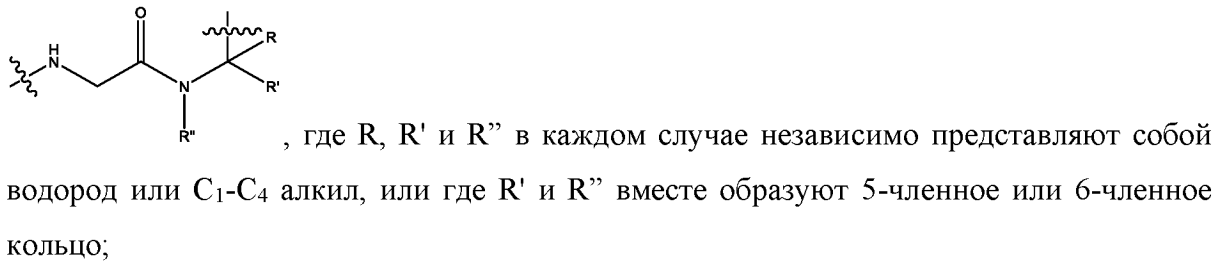 O
H
N
R
N
R'
R"
, где R, R' и R” в каждом случае независимо представляют собой
водород или C₁-C₄ алкил, или где R' и R” вместе образуют 5-членное или 6-членное
кольцо;